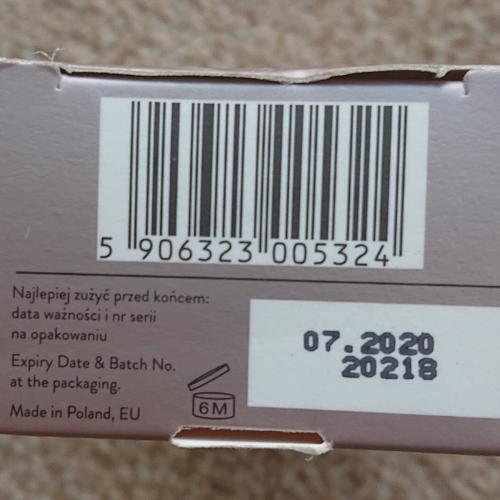 5 906323 005324
Najlepiej zużyć przed końcem:
data ważności i nr serii
na opakowaniu
Expiry Date & Batch No.
at the packaging.
Made in Poland, EU
6M
07.2020
20218